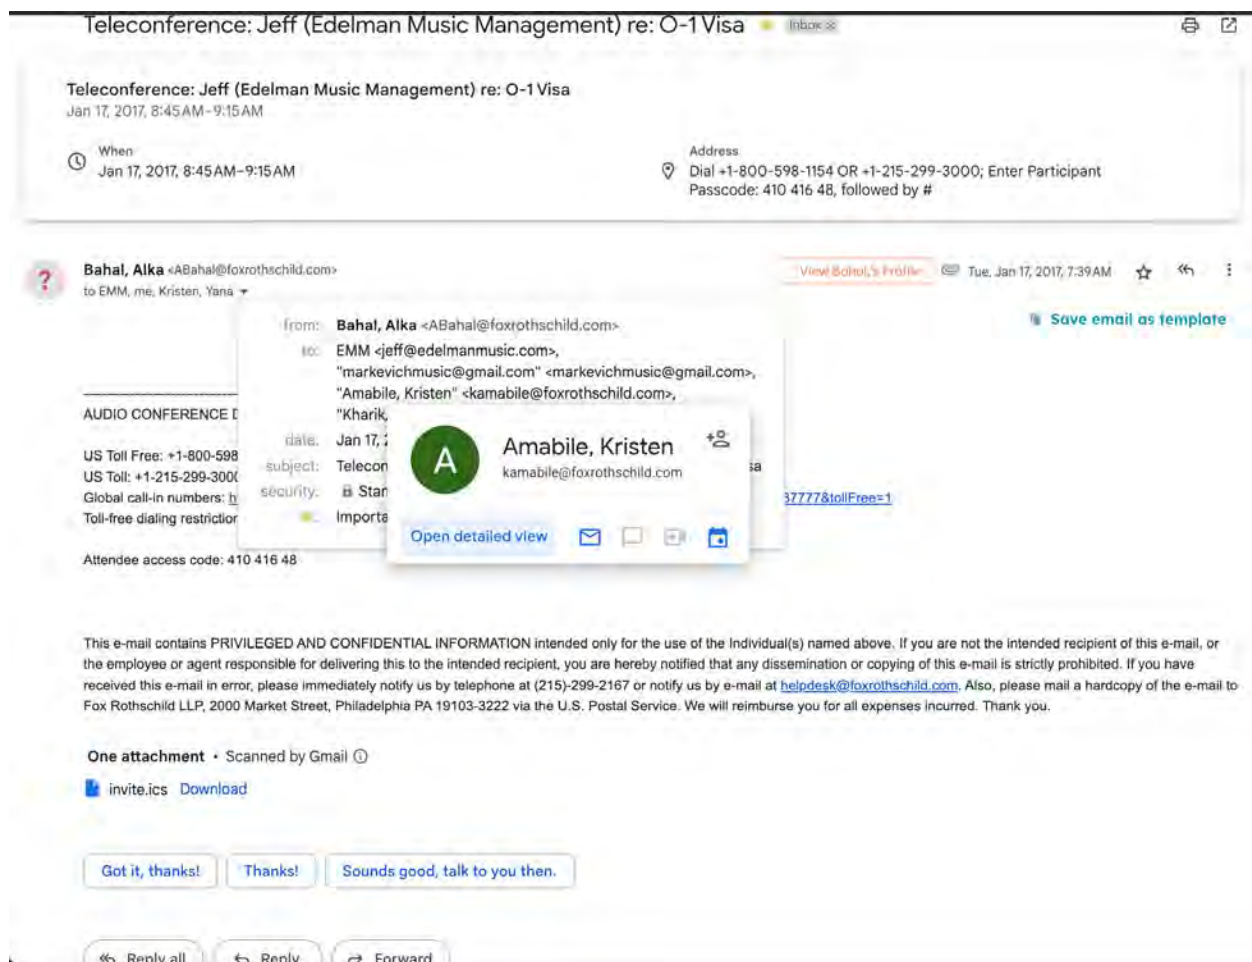 Teleconference: Jeff (Edelman Music Management) re: O-1 Visa Inbox ×
Teleconference: Jeff (Edelman Music Management) re: O-1 Visa
Jan 17, 2017, 8:45 AM–9:15 AM
When
Jan 17, 2017, 8:45 AM–9:15 AM
Address
Dial +1-800-598-1154 OR +1-215-299-3000; Enter Participant
Passcode: 410 416 48, followed by #
?
Bahal, Alka <ABahal@foxrothschild.com>
View Bahal,'s Profile Tue, Jan 17, 2017, 7:39 AM
to EMM, me, Kristen, Yana
Save email as template
from: Bahal, Alka <ABahal@foxrothschild.com>
to: EMM <jeff@edelmanmusic.com>,
"markevichmusic@gmail.com" <markevichmusic@gmail.com>,
"Amabile, Kristen" <kamabile@foxrothschild.com>,
"Kharik,
date: Jan 17, 2
subject: Telecon sa
security: Stan
Importa
A
Amabile, Kristen
kamabile@foxrothschild.com
Open detailed view
AUDIO CONFERENCE D
US Toll Free: +1-800-598
US Toll: +1-215-299-3000
Global call-in numbers: h 37777&tollFree=1
Toll-free dialing restriction
Attendee access code: 410 416 48
This e-mail contains PRIVILEGED AND CONFIDENTIAL INFORMATION intended only for the use of the Individual(s) named above. If you are not the intended recipient of this e-mail, or
the employee or agent responsible for delivering this to the intended recipient, you are hereby notified that any dissemination or copying of this e-mail is strictly prohibited. If you have
received this e-mail in error, please immediately notify us by telephone at (215)-299-2167 or notify us by e-mail at helpdesk@foxrothschild.com. Also, please mail a hardcopy of the e-mail to
Fox Rothschild LLP, 2000 Market Street, Philadelphia PA 19103-3222 via the U.S. Postal Service. We will reimburse you for all expenses incurred. Thank you.
One attachment • Scanned by Gmail
invite.ics Download
Got it, thanks! Thanks! Sounds good, talk to you then.
Reply all Reply Forward